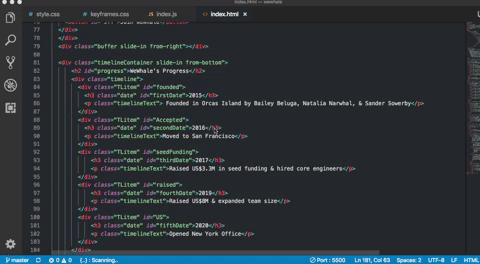 index.html — wewhale
style.css keyframes.css index.js index.html
77 </div>
78 </div>
79 <div class="buffer slide-in from-right"></div>
80
81 <div class="timelineContainer slide-in from-bottom">
82 <h2 id="progress">WeWhale's Progress</h2>
83 <div class="timeline">
84 <div class="TLitem" id="founded">
85 <h3 class="date" id="firstDate">2015</h3>
86 <p class="timelineText"> Founded in Orcas Island by Bailey Beluga, Natalia Narwhal, & Sander Sowerby</p>
87 </div>
88 <div class="TLitem" id="Accepted">
89 <h3 class="date" id="secondDate">2016</h3>
90 <p class="timelineText">Moved to San Francisco</p>
91 </div>
92 <div class="TLitem" id="seedFunding">
93 <h3 class="date" id="thirdDate">2017</h3>
94 <p class="timelineText">Raised US$3.3M in seed funding & hired core engineers</p>
95 </div>
96 <div class="TLitem" id="raised">
97 <h3 class="date" id="fourthDate">2019</h3>
98 <p class="timelineText">Raised US$8M & expanded team size</p>
99 </div>
100 <div class="TLitem" id="US">
101 <h3 class="date" id="fifthDate">2020</h3>
102 <p class="timelineText">Opened New York Office</p>
103 </div>
104 </div>
master 0 0 {..} : Scanning.. Port : 5500 Ln 181, Col 63 Spaces: 2 UTF-8 LF HTML